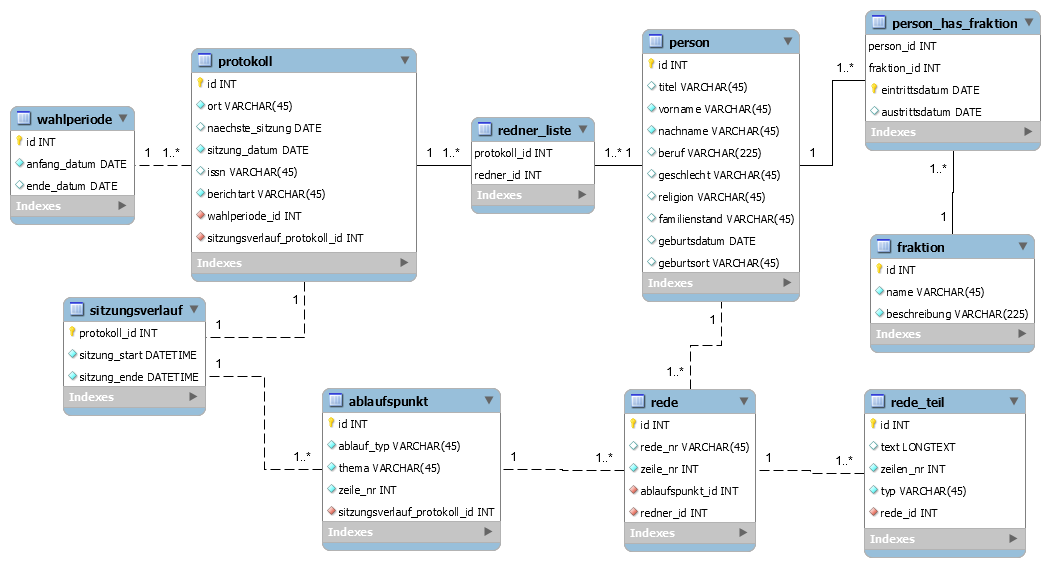 wahlperiode
id INT
anfang_datum DATE
ende_datum DATE
Indexes
1
1..*
protokoll
id INT
ort VARCHAR(45)
naechste_sitzung DATE
sitzung_datum DATE
issn VARCHAR(45)
berichtart VARCHAR(45)
wahlperiode_id INT
sitzungsverlauf_protokoll_id INT
Indexes
1
1..*
redner_liste
protokoll_id INT
redner_id INT
Indexes
1..*
1
person
id INT
titel VARCHAR(45)
vorname VARCHAR(45)
nachname VARCHAR(45)
beruf VARCHAR(225)
geschlecht VARCHAR(45)
religion VARCHAR(45)
familienstand VARCHAR(45)
geburtsdatum DATE
geburtsort VARCHAR(45)
Indexes
1
1..*
person_has_fraktion
person_id INT
fraktion_id INT
eintrittsdatum DATE
austrittsdatum DATE
Indexes
1..*
1
fraktion
id INT
name VARCHAR(45)
beschreibung VARCHAR(225)
Indexes
1
1
sitzungsverlauf
protokoll_id INT
sitzung_start DATETIME
sitzung_ende DATETIME
Indexes
1
1..*
ablaufspunkt
id INT
ablauf_typ VARCHAR(45)
thema VARCHAR(45)
zeile_nr INT
sitzungsverlauf_protokoll_id INT
Indexes
1
1..*
1
1..*
rede
id INT
rede_nr VARCHAR(45)
zeile_nr INT
ablaufspunkt_id INT
redner_id INT
Indexes
1
1..*
rede_teil
id INT
text LONGTEXT
zeilen_nr INT
typ VARCHAR(45)
rede_id INT
Indexes